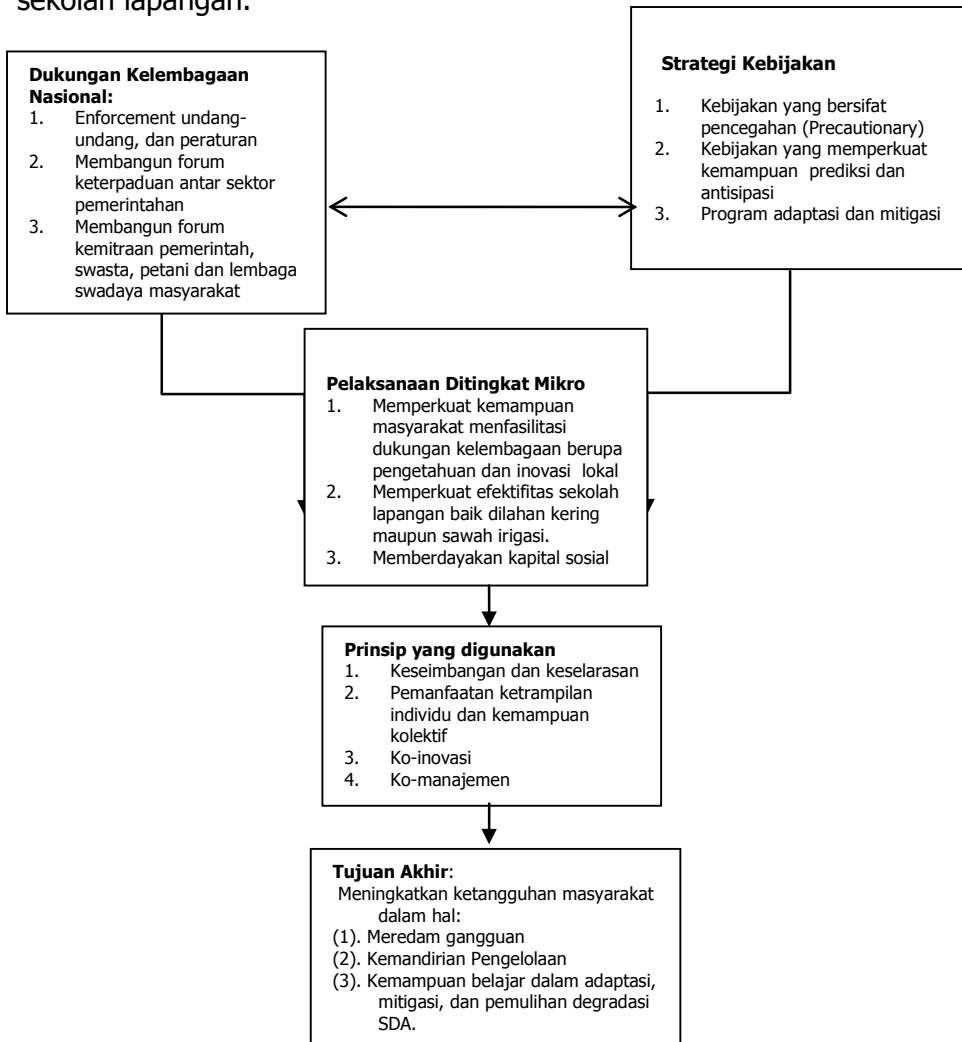 sekolah lapangan.
Dukungan Kelembagaan
Nasional:
1. Enforcement undang-
undang, dan peraturan
2. Membangun forum
keterpaduan antar sektor
pemerintahan
3. Membangun forum
kemitraan pemerintah,
swasta, petani dan lembaga
swadaya masyarakat
Strategi Kebijakan
1. Kebijakan yang bersifat
pencegahan (Precautionary)
2. Kebijakan yang memperkuat
kemampuan prediksi dan
antisipasi
3. Program adaptasi dan mitigasi
Pelaksanaan Ditingkat Mikro
1. Memperkuat kemampuan
masyarakat menfasilitasi
dukungan kelembagaan berupa
pengetahuan dan inovasi lokal
2. Memperkuat efektifitas sekolah
lapangan baik dilahan kering
maupun sawah irigasi.
3. Memberdayakan kapital sosial
Prinsip yang digunakan
1. Keseimbangan dan keselarasan
2. Pemanfaatan ketrampilan
individu dan kemampuan
kolektif
3. Ko-inovasi
4. Ko-manajemen
Tujuan Akhir:
Meningkatkan ketangguhan masyarakat
dalam hal:
(1). Meredam gangguan
(2). Kemandirian Pengelolaan
(3). Kemampuan belajar dalam adaptasi,
mitigasi, dan pemulihan degradasi
SDA.